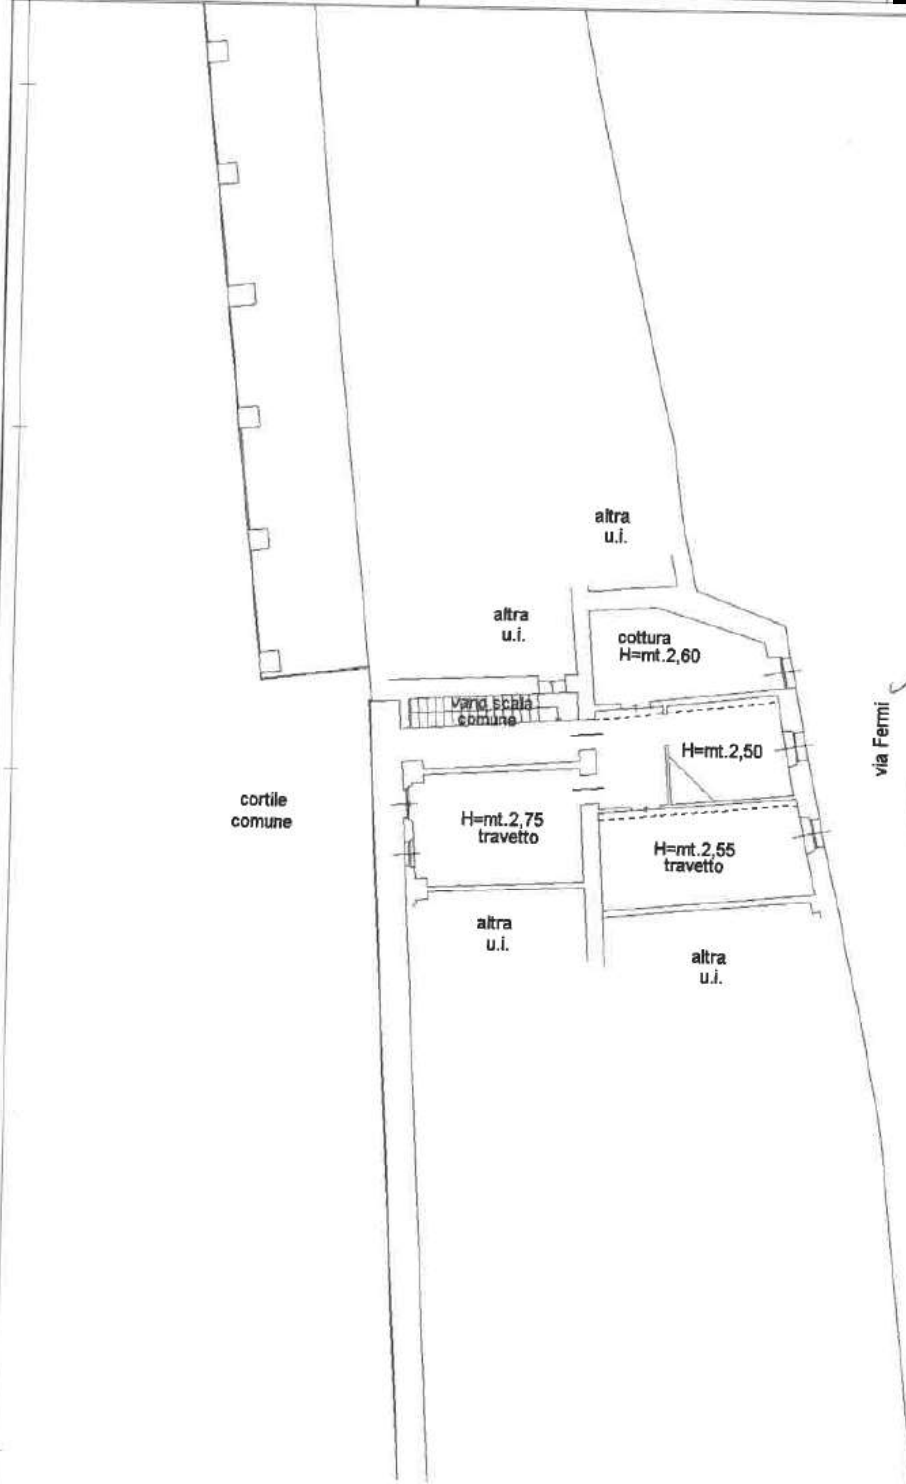 altra
u.i.
altra
u.i.
cottura
H=mt.2,60
vano scala
comune
via Fermi
H=mt.2,50
cortile
comune
H=mt.2,75
travetto
H=mt.2,55
travetto
altra
u.i.
altra
u.i.